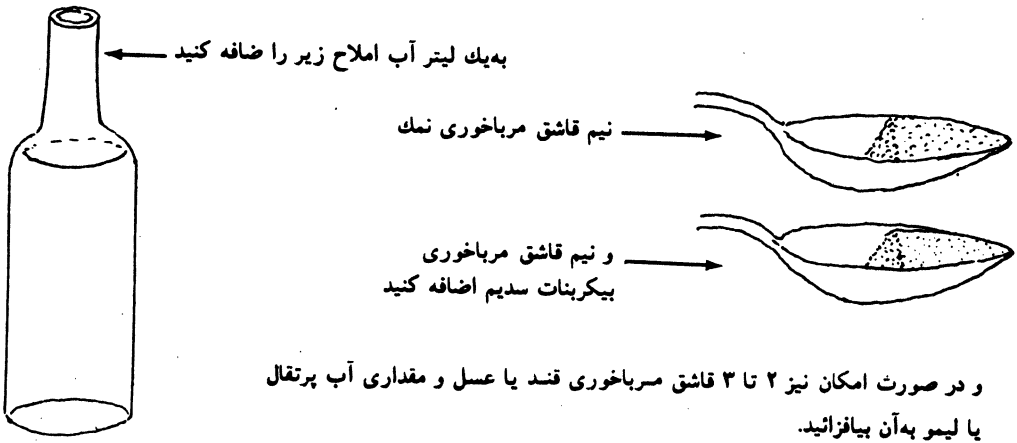 به‌یك لیتر آب املاح زیر را ضافه کنید
نیم قاشق مرباخوری نمك
و نیم قاشق مرباخوری
بیکربنات سدیم اضافه کنید
و در صورت امکان نیز ۲ تا ۳ قاشق مرباخوری قند یا عسل و مقداری آب پرتقال
یا لیمو به‌آن بیافزائید.